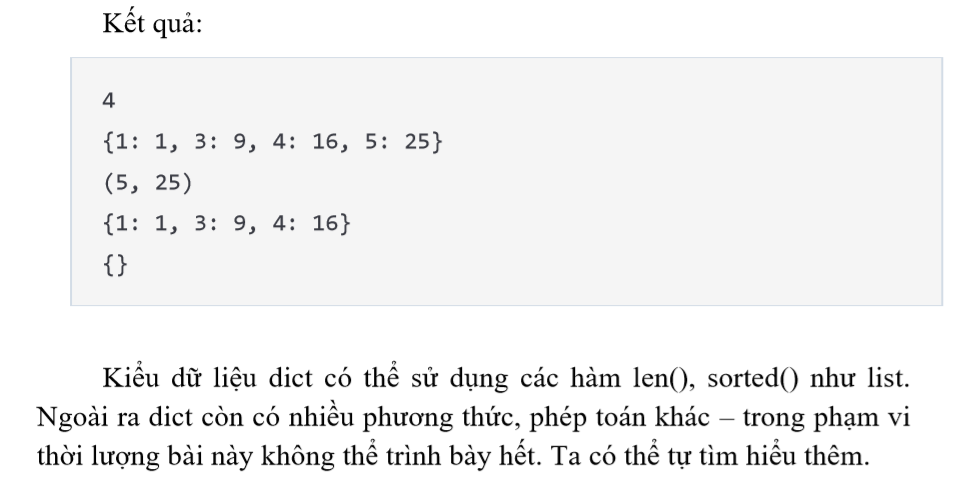 Kết quả:
4
{1: 1, 3: 9, 4: 16, 5: 25}
(5, 25)
{1: 1, 3: 9, 4: 16}
{}
Kiểu dữ liệu dict có thể sử dụng các hàm len(), sorted() như list.
Ngoài ra dict còn có nhiều phương thức, phép toán khác – trong phạm vi
thời lượng bài này không thể trình bày hết. Ta có thể tự tìm hiểu thêm.